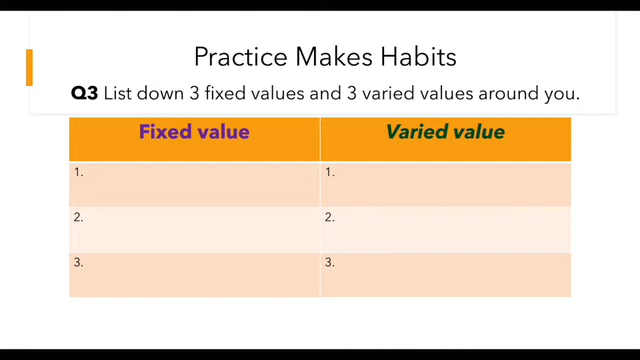 Practice Makes Habits
Q3 List down 3 fixed values and 3 varied values around you.
Fixed value Varied value
1. 1.
2. 2.
3. 3.